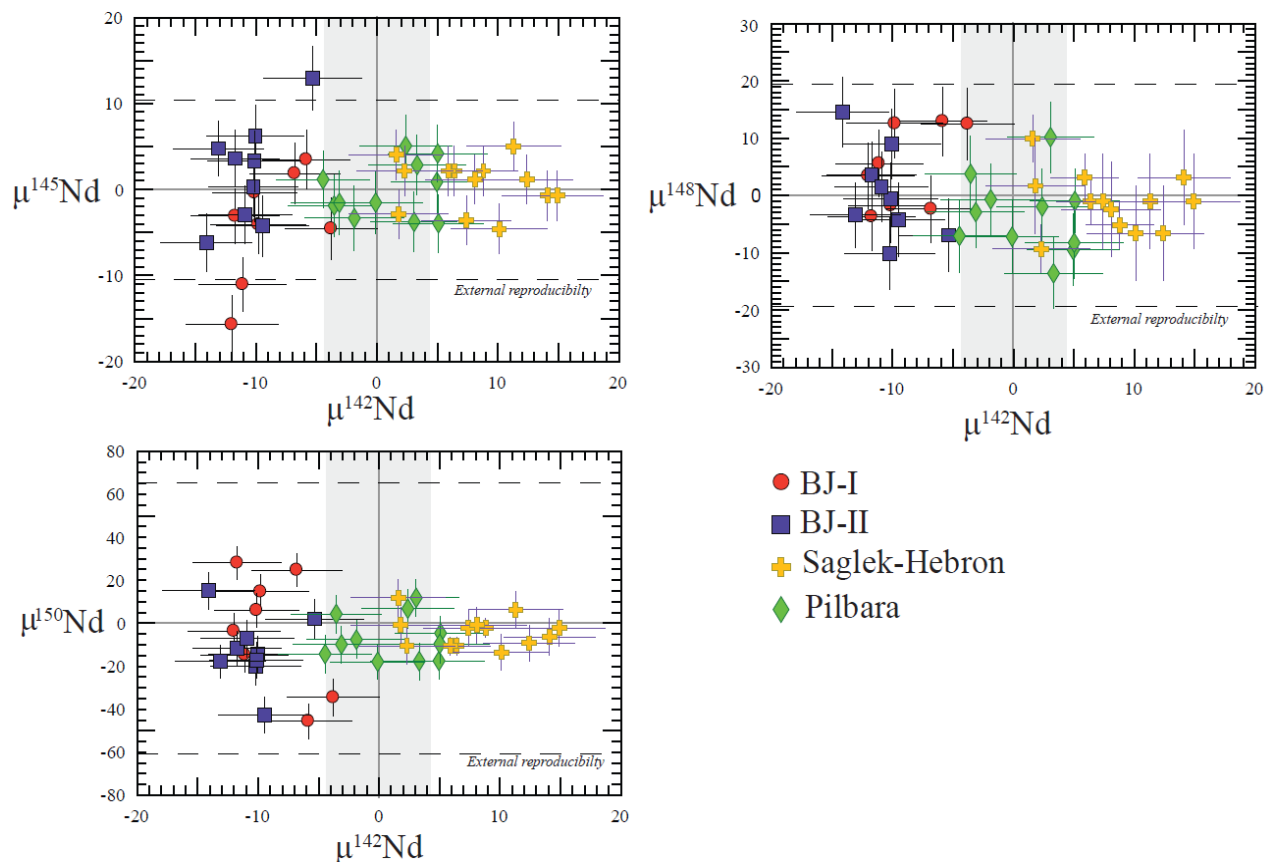 20
10
0
-10
-20
μ¹⁴⁵Nd
External reproducibilty
-20 -10 0 10 20
μ¹⁴²Nd
30
20
10
0
-10
-20
-30
μ¹⁴⁸Nd
External reproducibilty
-20 -10 0 10 20
μ¹⁴²Nd
80
60
40
20
0
-20
-40
-60
-80
μ¹⁵⁰Nd
External reproducibilty
-20 -10 0 10 20
μ¹⁴²Nd
BJ-I
BJ-II
Saglek-Hebron
Pilbara